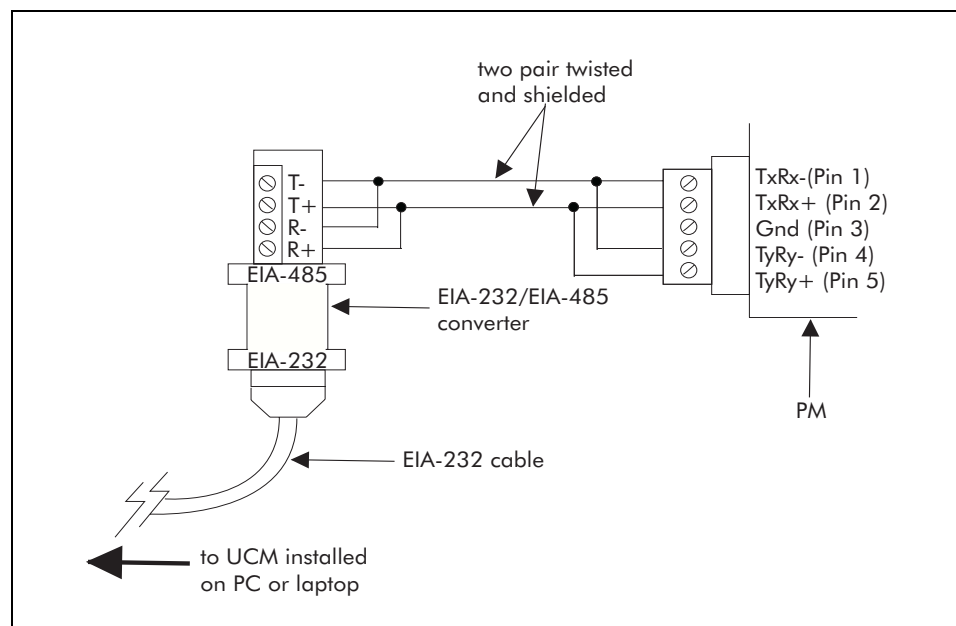 two pair twisted
and shielded
T-
T+
R-
R+
EIA-485
EIA-232
TxRx-(Pin 1)
TxRx+ (Pin 2)
Gnd (Pin 3)
TyRy- (Pin 4)
TyRy+ (Pin 5)
EIA-232/EIA-485
converter
PM
EIA-232 cable
to UCM installed
on PC or laptop